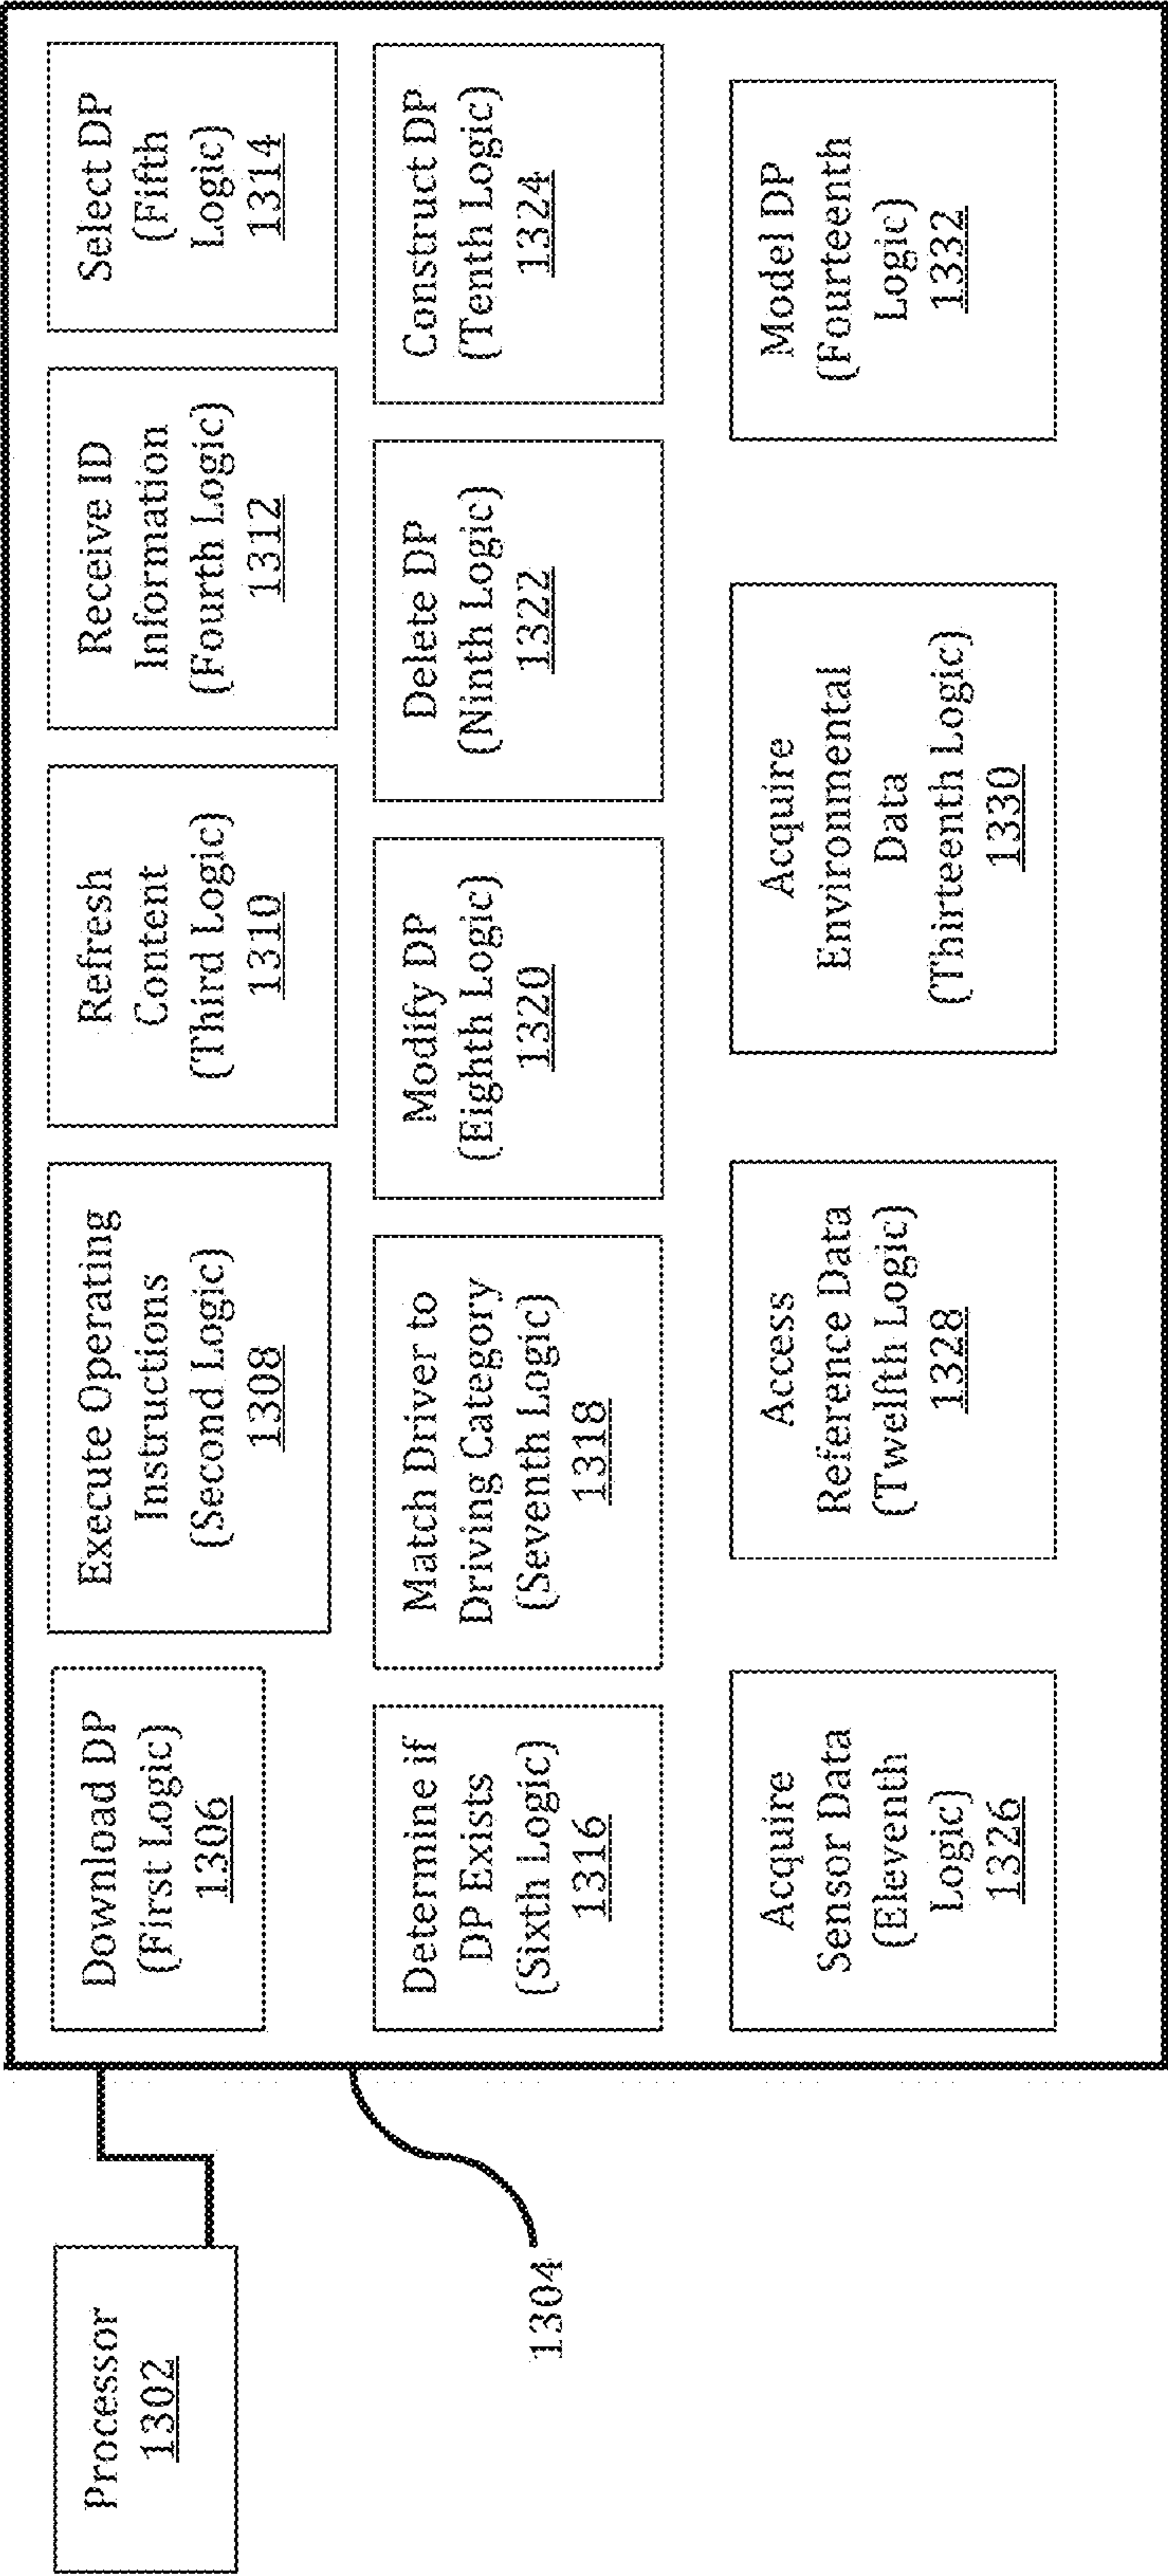 Processor
1302
1304
Download DP
(First Logic)
1306
Execute Operating
Instructions
(Second Logic)
1308
Refresh
Content
(Third Logic)
1310
Receive ID
Information
(Fourth Logic)
1312
Select DP
(Fifth
Logic)
1314
Determine if
DP Exists
(Sixth Logic)
1316
Match Driver to
Driving Category
(Seventh Logic)
1318
Modify DP
(Eighth Logic)
1320
Delete DP
(Ninth Logic)
1322
Construct DP
(Tenth Logic)
1324
Acquire
Sensor Data
(Eleventh
Logic)
1326
Access
Reference Data
(Twelfth Logic)
1328
Acquire
Environmental
Data
(Thirteenth Logic)
1330
Model DP
(Fourteenth
Logic)
1332